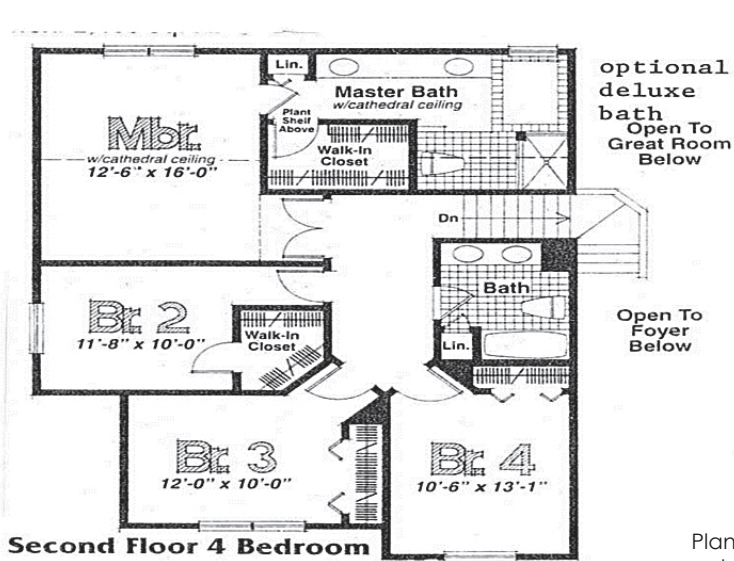 Lin.
optional
deluxe
bath
Master Bath
w/cathedral ceiling
Plant
Shelf
Above
Open To
Great Room
Below
Mbr.
w/cathedral ceiling
12'-6" x 16'-0"
Walk-In
Closet
Dn
Bath
Br. 2
11'-8" x 10'-0"
Walk-In
Closet
Lin.
Open To
Foyer
Below
Br. 3
12'-0" x 10'-0"
Br. 4
10'-6" x 13'-1"
Second Floor 4 Bedroom
Plan